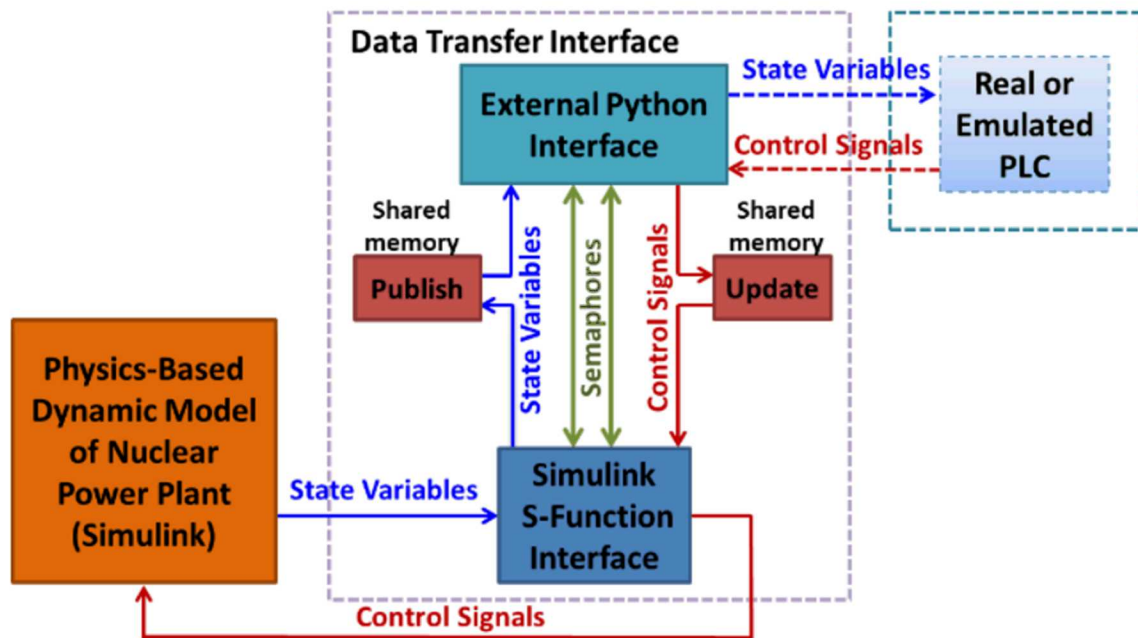 Data Transfer Interface
External Python
Interface
State Variables
Control Signals
Real or
Emulated
PLC
Shared
memory
Publish
State Variables
Semaphores
Control Signals
Shared
memory
Update
Physics-Based
Dynamic Model
of Nuclear
Power Plant
(Simulink)
State Variables
Simulink
S-Function
Interface
Control Signals